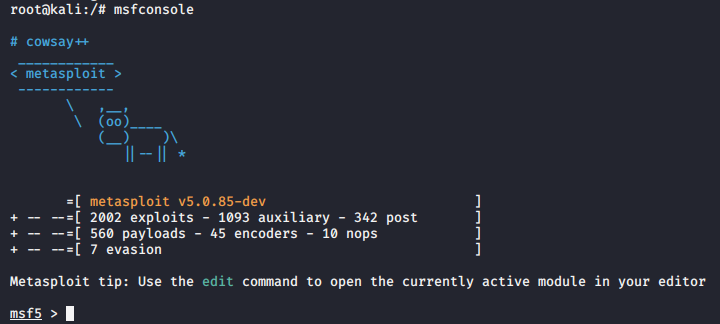 root@kali:/# msfconsole
# cowsay++
 ____________
< metasploit >
 ------------
       \   ,__,
        \  (oo)____
           (__)    )\
              ||--|| *
       =[ metasploit v5.0.85-dev                          ]
+ -- --=[ 2002 exploits - 1093 auxiliary - 342 post       ]
+ -- --=[ 560 payloads - 45 encoders - 10 nops            ]
+ -- --=[ 7 evasion                                       ]
Metasploit tip: Use the edit command to open the currently active module in your editor
msf5 >